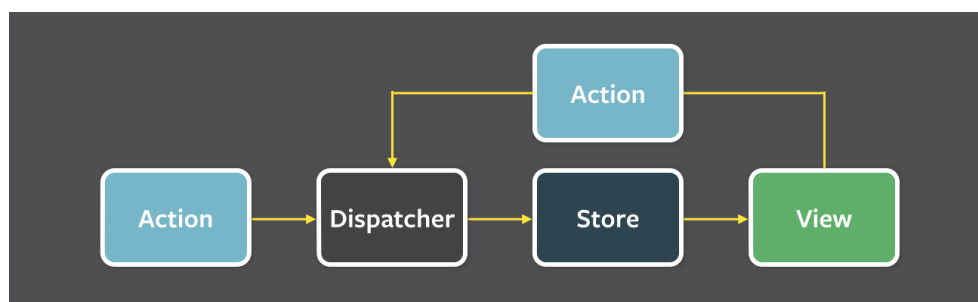 Action
Action
Dispatcher
Store
View